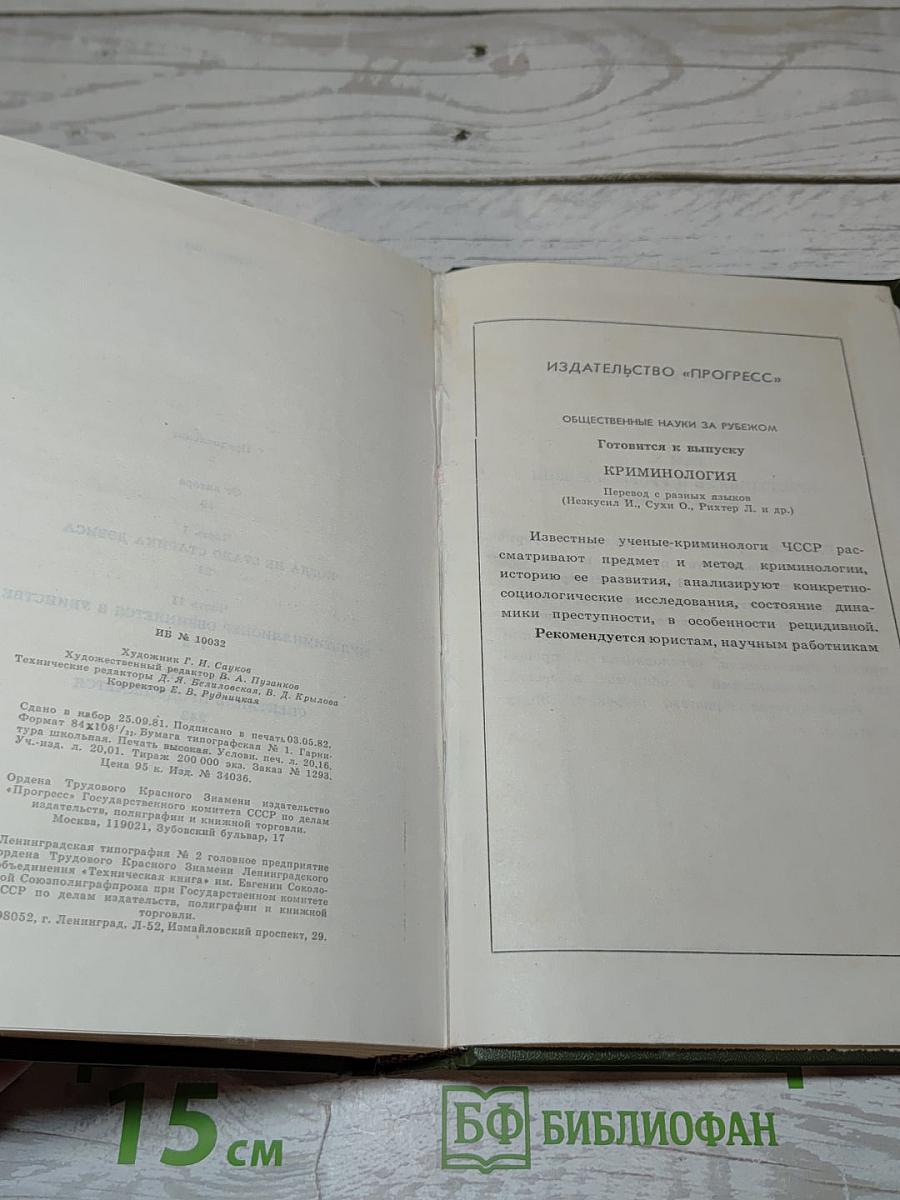 ИБ № 10032
Художник Г. И. Сауков
Художественный редактор В. А. Пузанков
Технические редакторы Д. Я. Белиловская, В. Д. Крылова
Корректор Е. В. Рудницкая
Сдано в набор 25.09.81. Подписано в печать 03.05.82.
Формат 84×108¹/₃₂. Бумага типографская № 1. Гарни-
тура школьная. Печать высокая. Условн. печ. л. 20,16.
Уч.-изд. л. 20,01. Тираж 200 000 экз. Заказ № 1293.
Цена 95 к. Изд. № 34036.
Ордена Трудового Красного Знамени издательство
«Прогресс» Государственного комитета СССР по делам
издательств, полиграфии и книжной торговли.
Москва, 119021, Зубовский бульвар, 17
Ленинградская типография № 2 головное предприятие
ордена Трудового Красного Знамени Ленинградского
объединения «Техническая книга» им. Евгении Соколо-
ой Союзполиграфпрома при Государственном комитете
ССР по делам издательств, полиграфии и книжной
торговли.
98052, г. Ленинград, Л-52, Измайловский проспект, 29.
ИЗДАТЕЛЬСТВО «ПРОГРЕСС»
ОБЩЕСТВЕННЫЕ НАУКИ ЗА РУБЕЖОМ
Готовится к выпуску
КРИМИНОЛОГИЯ
Перевод с разных языков
(Незкусил И., Сухи О., Рихтер Л. и др.)
Известные ученые-криминологи ЧССР рас-
сматривают предмет и метод криминологии,
историю ее развития, анализируют конкретно-
социологические исследования, состояние дина-
мики преступности, в особенности рецидивной.
Рекомендуется юристам, научным работникам
15 см
БФ БИБЛИОФАН